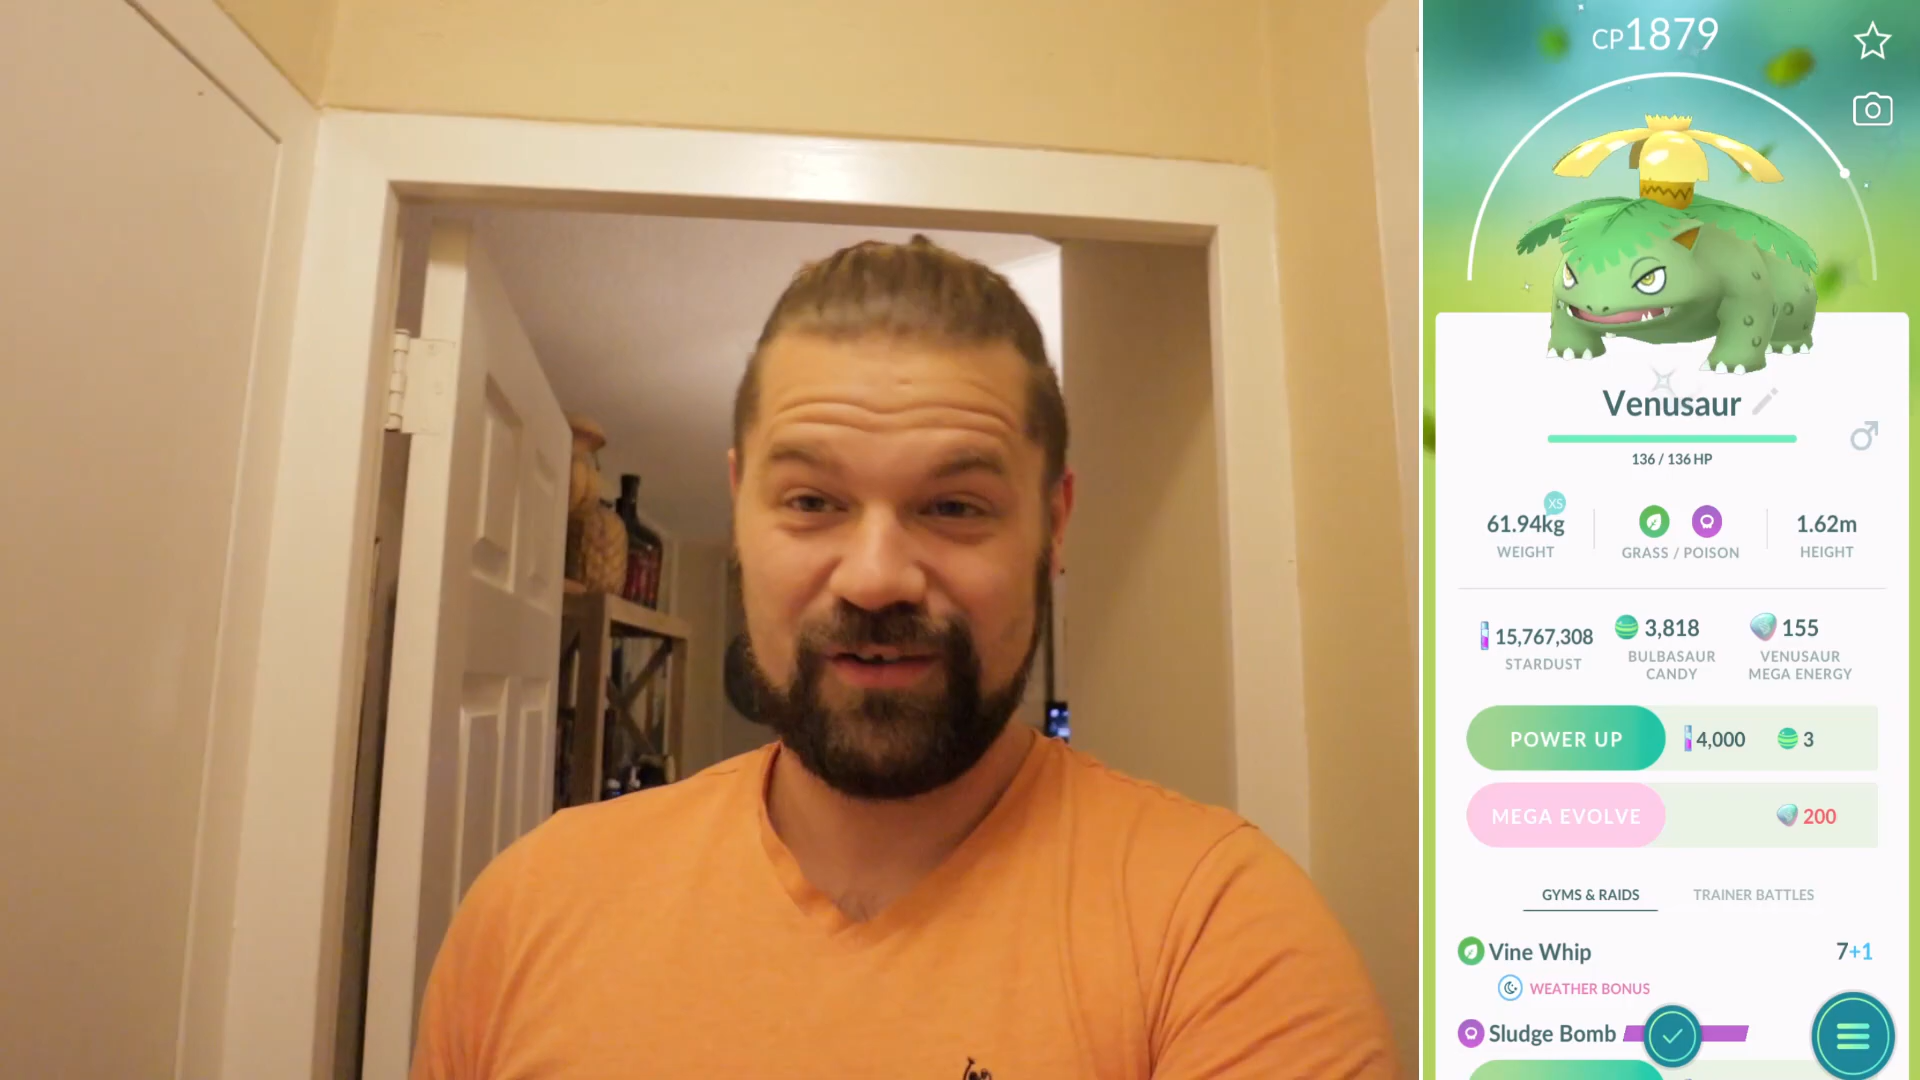 CP1879
Venusaur
136 / 136 HP
XS
61.94kg
WEIGHT
GRASS / POISON
1.62m
HEIGHT
15,767,308
STARDUST
3,818
BULBASAUR
CANDY
155
VENUSAUR
MEGA ENERGY
POWER UP 4,000 3
MEGA EVOLVE 200
GYMS & RAIDS TRAINER BATTLES
Vine Whip 7+1
WEATHER BONUS
Sludge Bomb